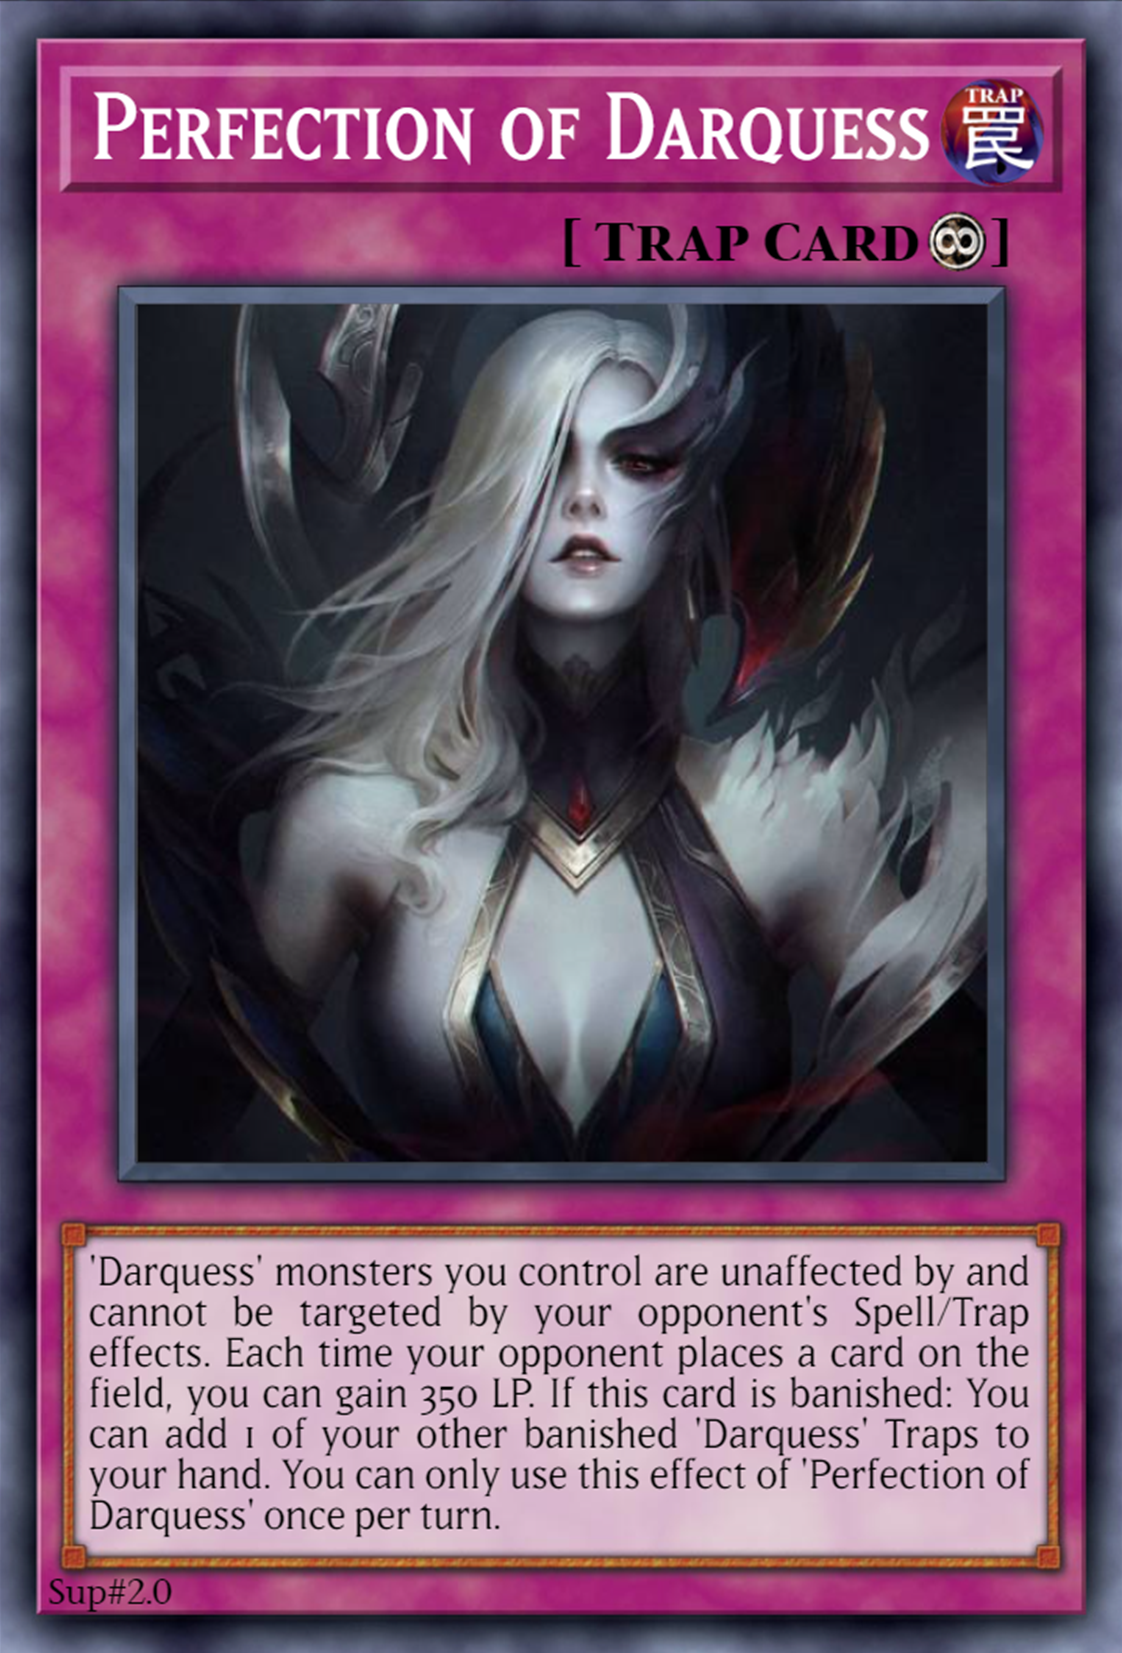 PERFECTION OF DARQUESS
TRAP
罠
[ TRAP CARD ]
'Darquess' monsters you control are unaffected by and
cannot be targeted by your opponent's Spell/Trap
effects. Each time your opponent places a card on the
field, you can gain 350 LP. If this card is banished: You
can add 1 of your other banished 'Darquess' Traps to
your hand. You can only use this effect of 'Perfection of
Darquess' once per turn.
Sup#2.0